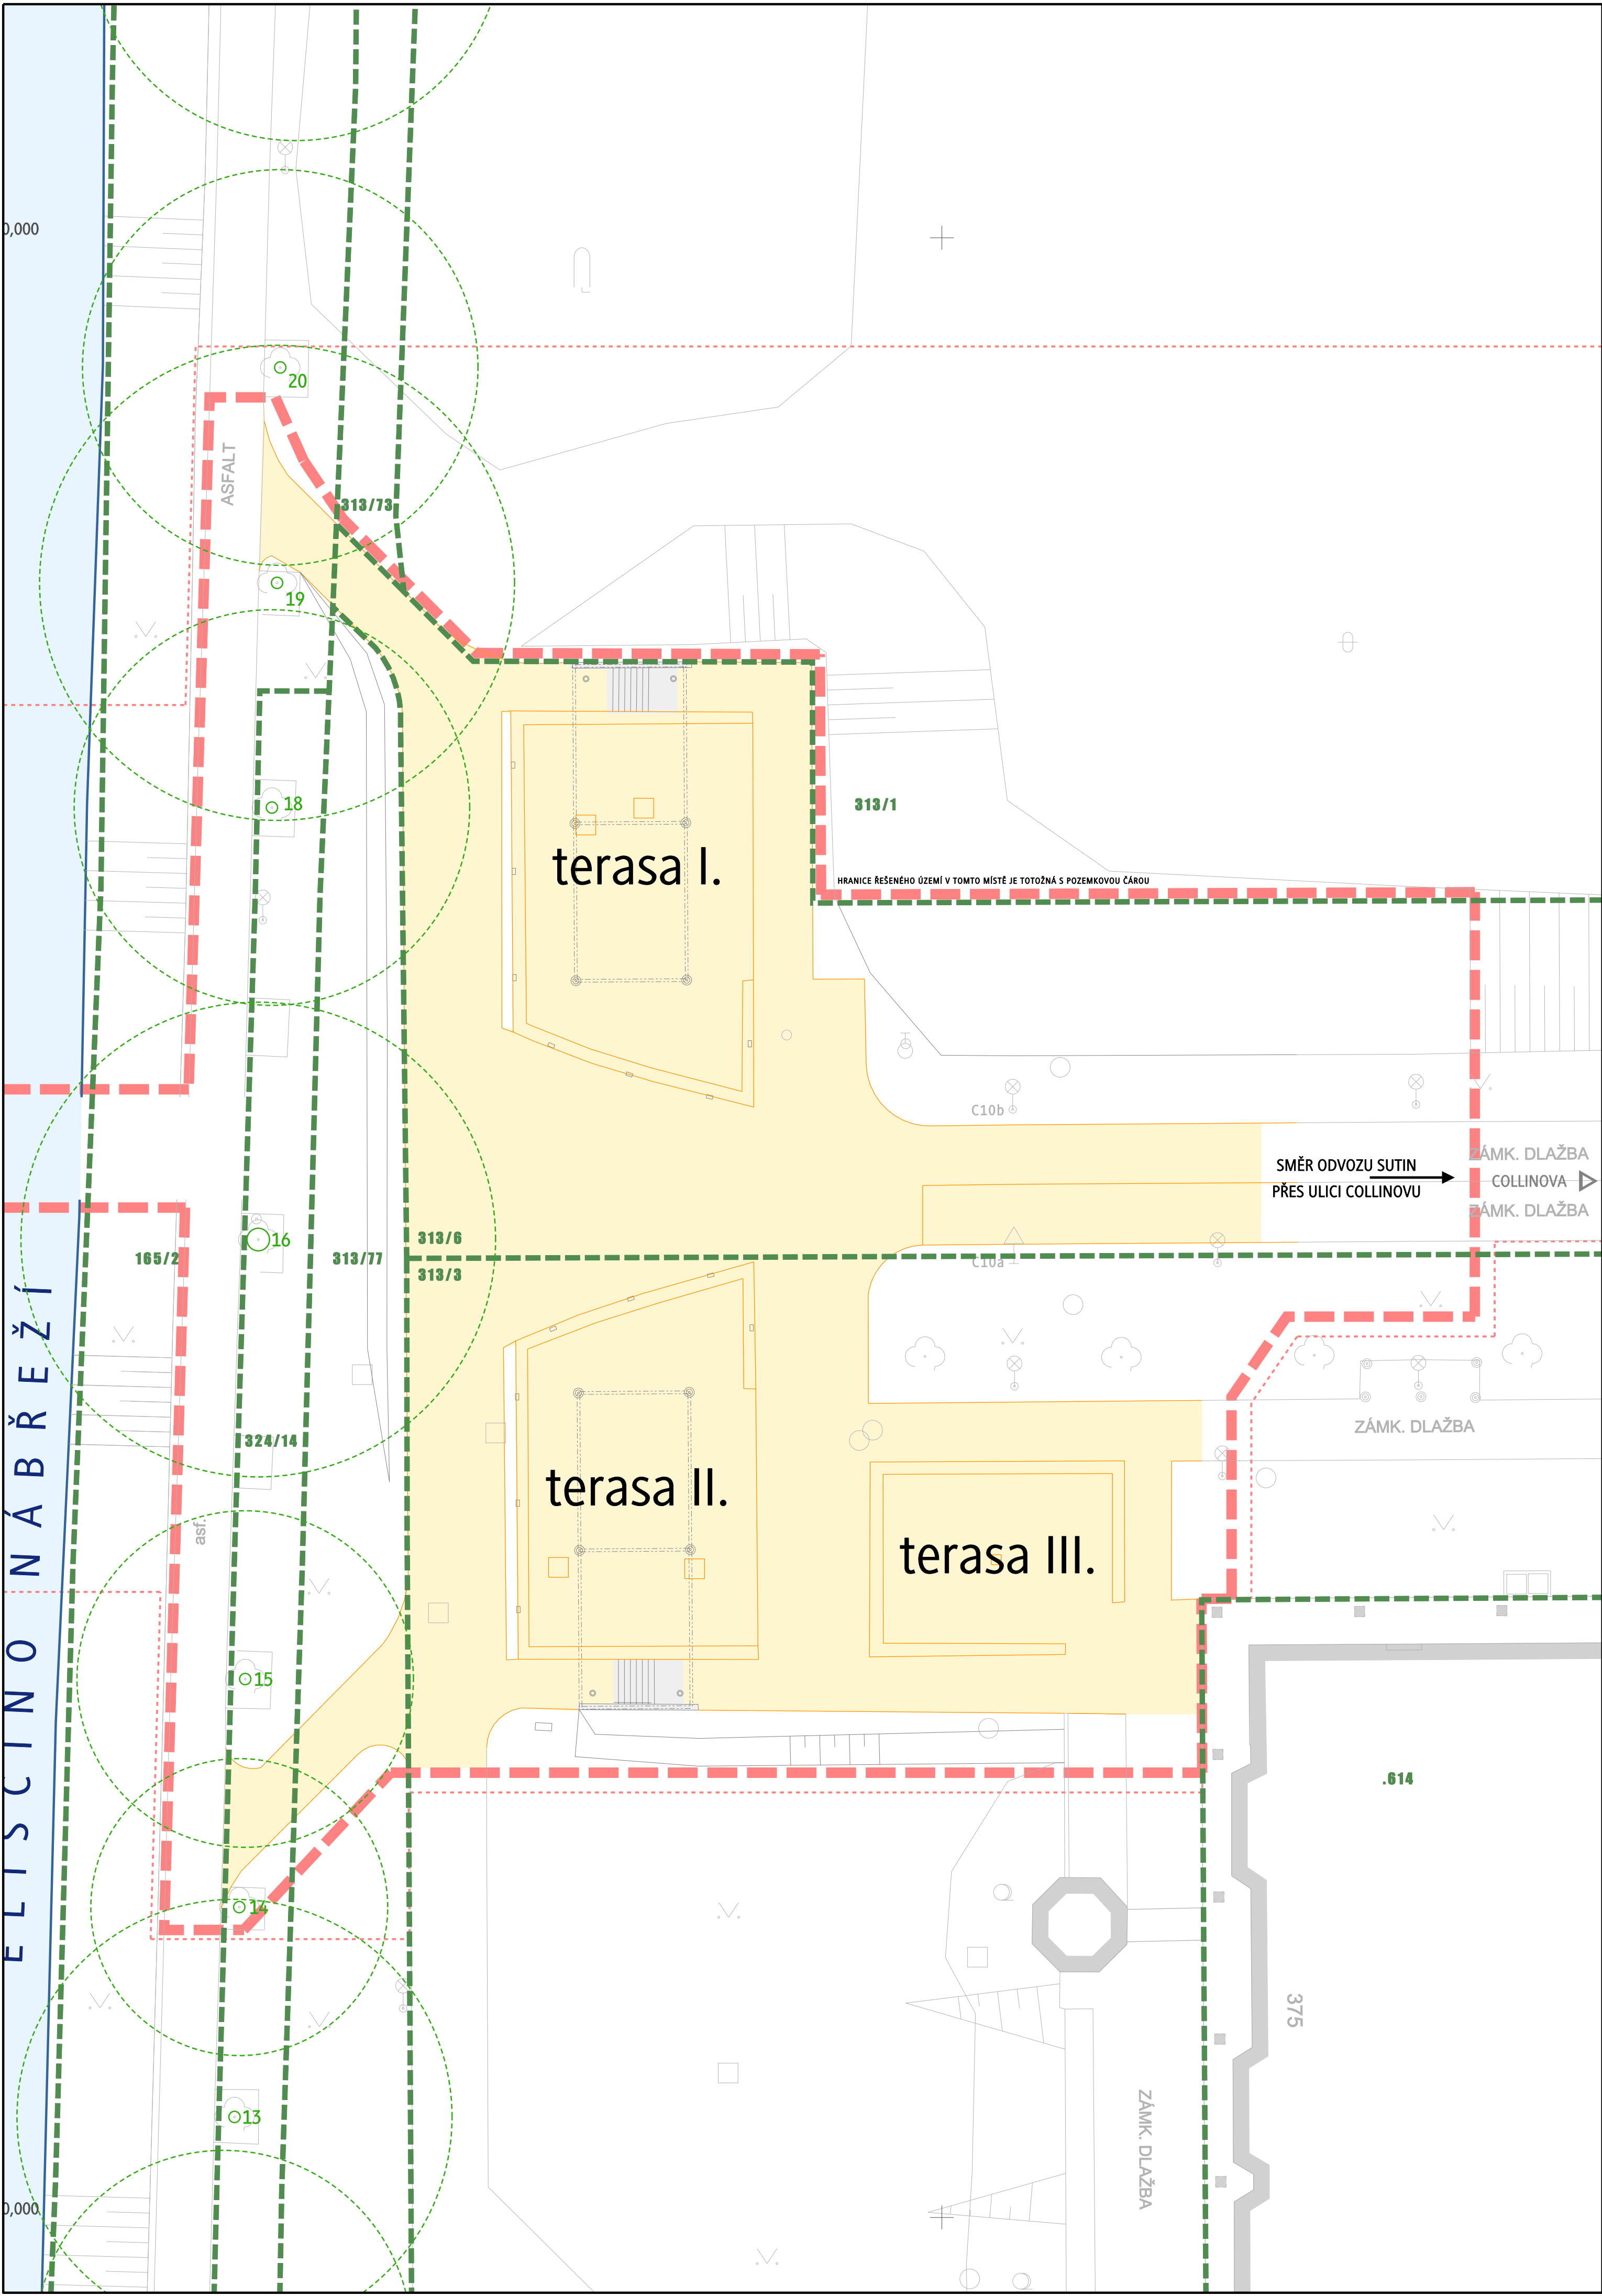 0,000
20
ASFALT
313/73
19
18
313/1
terasa I.
HRANICE ŘEŠENÉHO ÚZEMÍ V TOMTO MÍSTĚ JE TOTOŽNÁ S POZEMKOVOU ČÁROU
C10b
ZÁMK. DLAŽBA
SMĚR ODVOZU SUTIN
COLLINOVA
PŘES ULICI COLLINOVU
ZÁMK. DLAŽBA
16
313/6
165/2
313/77
C10a
313/3
ELIŠČINO NÁBŘEŽÍ
ZÁMK. DLAŽBA
324/14
terasa II.
asf.
terasa III.
15
.614
14
375
13
ZÁMK. DLAŽBA
0,000